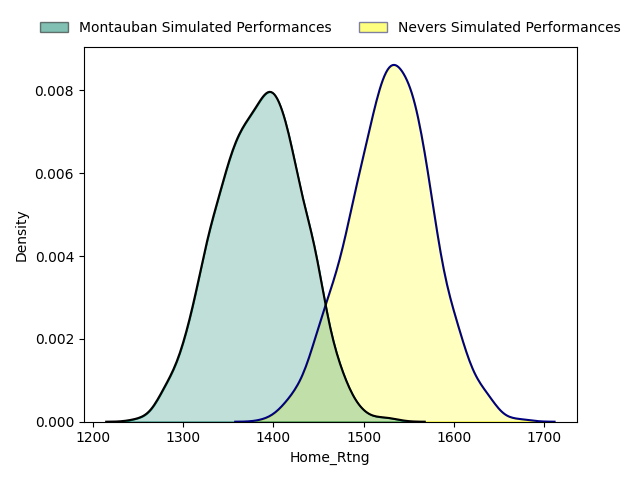 Montauban Simulated Performances
Nevers Simulated Performances
Density
0.008
0.006
0.004
0.002
0.000
1200 1300 1400 1500 1600 1700
Home_Rtng